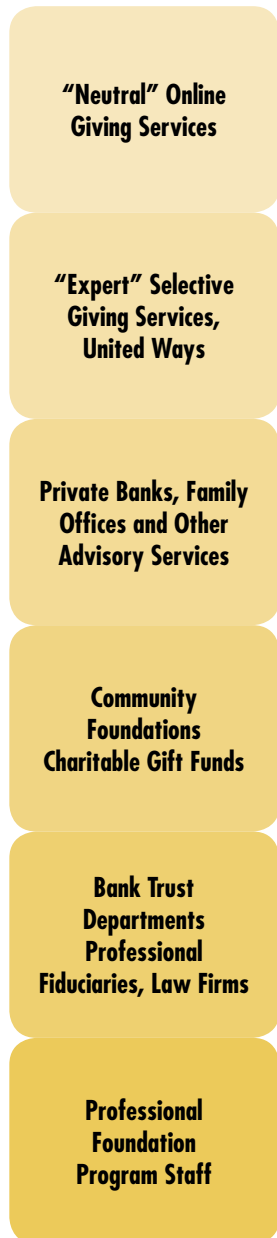 “Neutral” Online
Giving Services
“Expert” Selective
Giving Services,
United Ways
Private Banks, Family
Offices and Other
Advisory Services
Community
Foundations
Charitable Gift Funds
Bank Trust
Departments
Professional
Fiduciaries, Law Firms
Professional
Foundation
Program Staff